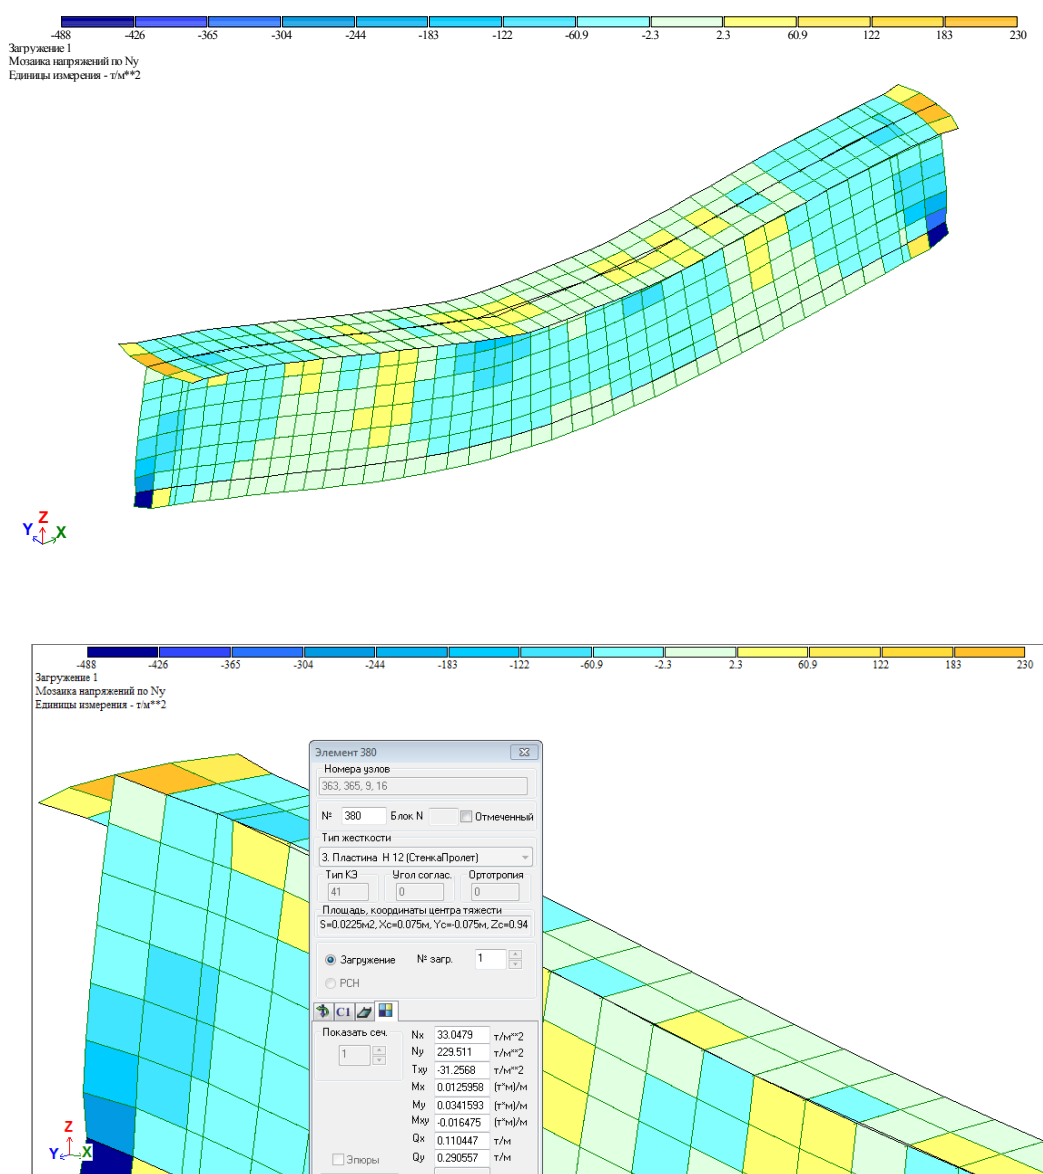 -488 -426 -365 -304 -244 -183 -122 -60.9 -2.3 2.3 60.9 122 183 230
Загружение 1
Мозаика напряжений по Ny
Единицы измерения - т/м**2
Z
Y X
-488 -426 -365 -304 -244 -183 -122 -60.9 -2.3 2.3 60.9 122 183 230
Загружение 1
Мозаика напряжений по Ny
Единицы измерения - т/м**2
Элемент 380
Номера узлов
363, 365, 9, 16
№ 380 Блок N Отмеченный
Тип жесткости
3. Пластина H 12 (СтенкаПролет)
Тип КЭ Угол соглас. Ортотропия
41 0 0
Площадь, координаты центра тяжести
S=0.0225м2, Xc=0.075м, Yc=-0.075м, Zc=0.94
Загружение № загр. 1
РСН
C1
Показать сеч.
1
Nx 33.0479 т/м**2
Ny 229.511 т/м**2
Txy -31.2568 т/м**2
Mx 0.0125958 (т*м)/м
My 0.0341593 (т*м)/м
Mxy -0.016475 (т*м)/м
Qx 0.110447 т/м
Эпюры Qy 0.290557 т/м
Z
Y X